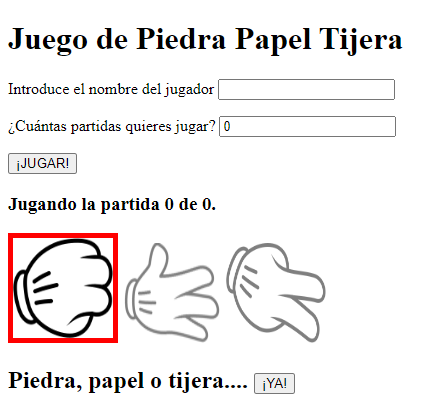 Juego de Piedra Papel Tijera
Introduce el nombre del jugador
¿Cuántas partidas quieres jugar? 0
¡JUGAR!
Jugando la partida 0 de 0.
Piedra, papel o tijera.... ¡YA!